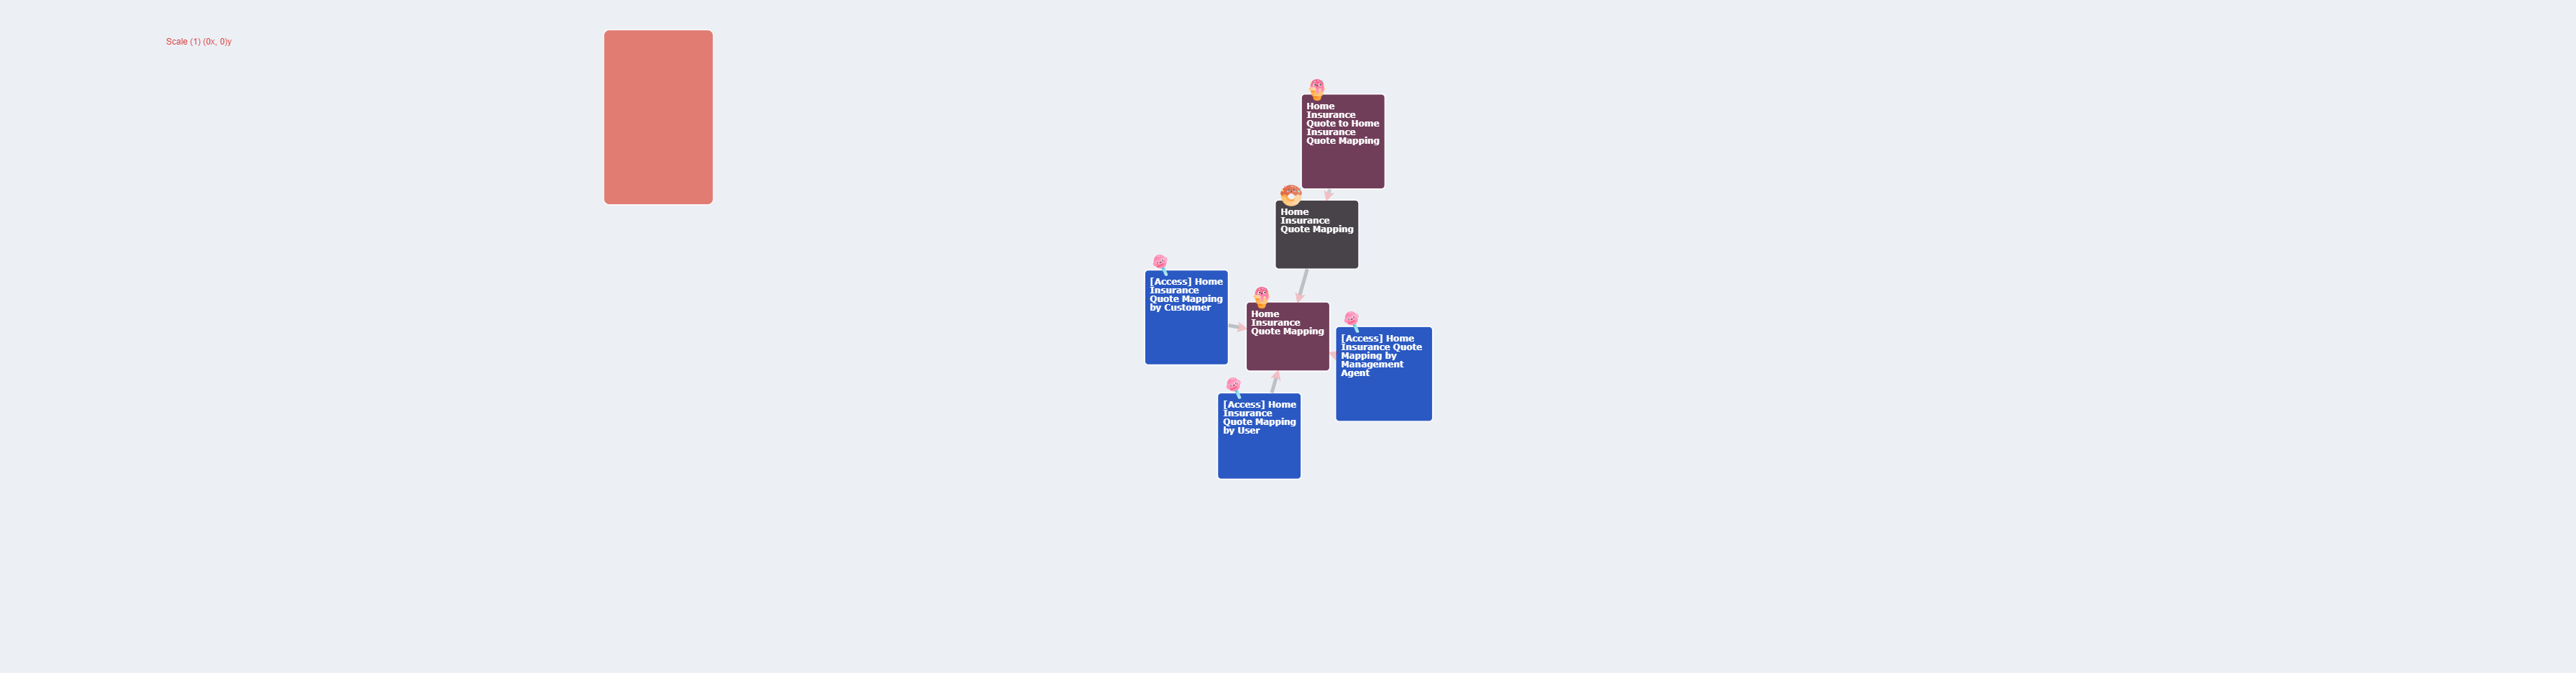 Scale (1) (0x, 0)y
Home
Insurance
Quote to Home
Insurance
Quote Mapping
Home
Insurance
Quote Mapping
[Access] Home
Insurance
Quote Mapping
by Customer
Home
Insurance
Quote Mapping
[Access] Home
Insurance Quote
Mapping by
Management
Agent
[Access] Home
Insurance
Quote Mapping
by User